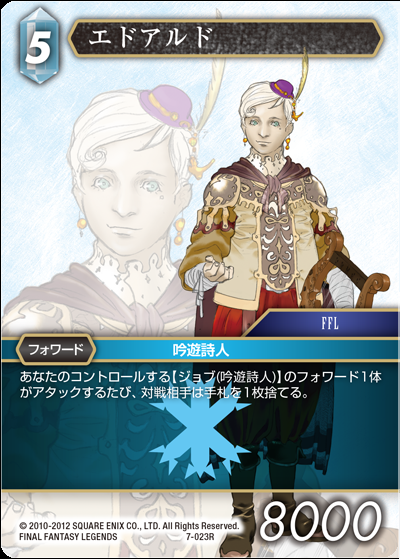 5
エドアルド
FFL
フォワード
吟遊詩人
あなたのコントロールする【ジョブ(吟遊詩人)】のフォワード1体
がアタックするたび、対戦相手は手札を1枚捨てる。
© 2010-2012 SQUARE ENIX CO., LTD. All Rights Reserved.
FINAL FANTASY LEGENDS
7-023R
8000